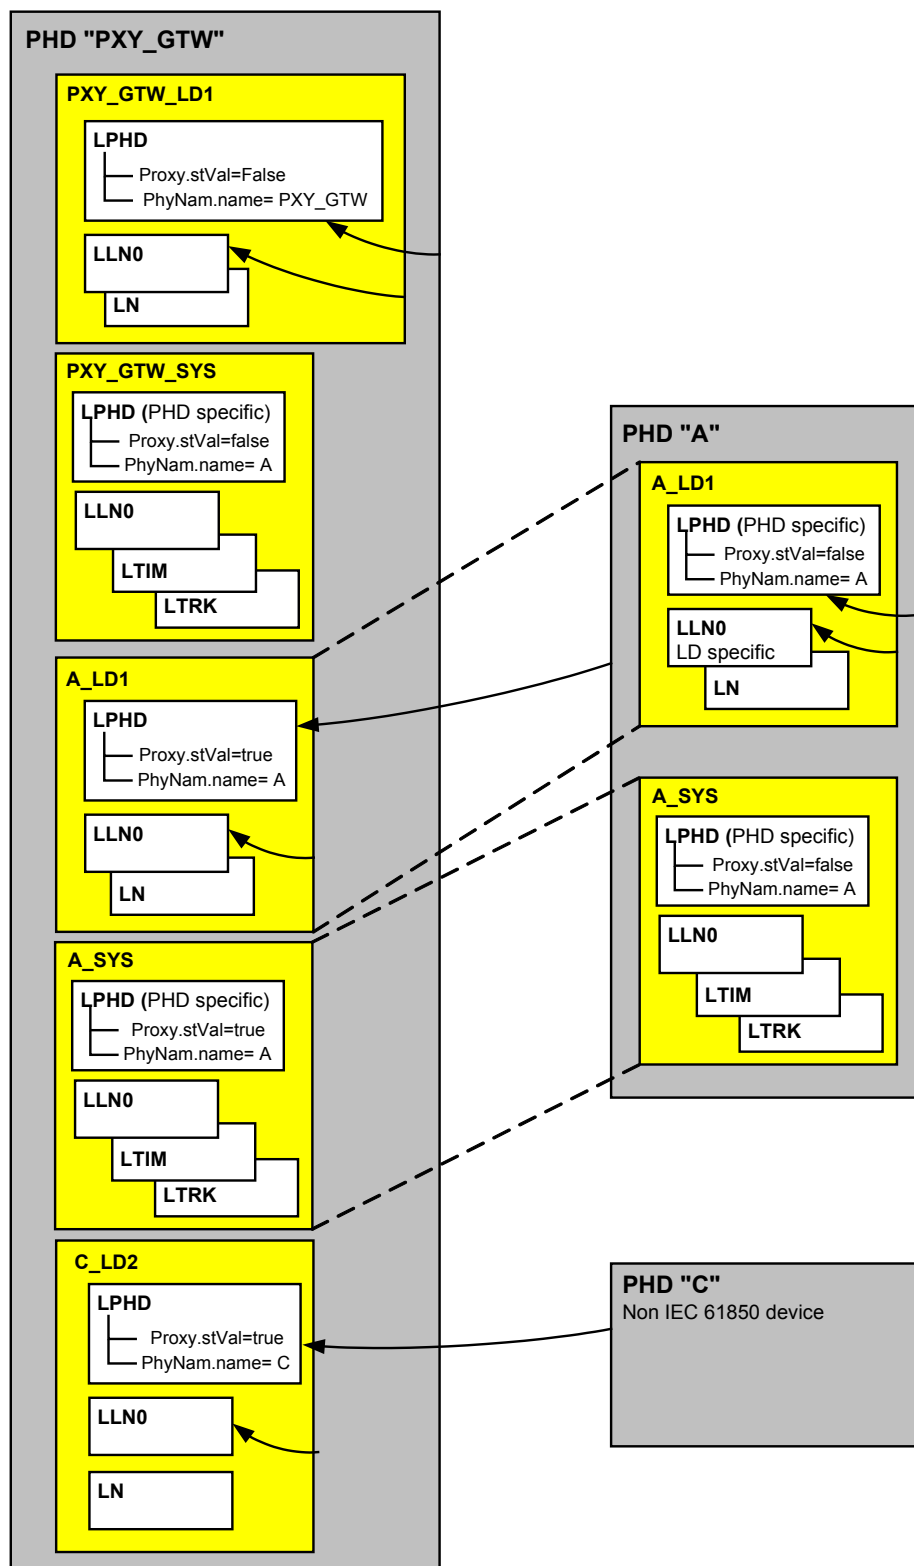 PHD "PXY_GTW"
PXY_GTW_LD1
LPHD
Proxy.stVal=False
PhyNam.name= PXY_GTW
LLN0
LN
PXY_GTW_SYS
LPHD (PHD specific)
Proxy.stVal=false
PhyNam.name= A
LLN0
LTIM
LTRK
A_LD1
LPHD
Proxy.stVal=true
PhyNam.name= A
LLN0
LN
A_SYS
LPHD (PHD specific)
Proxy.stVal=true
PhyNam.name= A
LLN0
LTIM
LTRK
C_LD2
LPHD
Proxy.stVal=true
PhyNam.name= C
LLN0
LN
PHD "A"
A_LD1
LPHD (PHD specific)
Proxy.stVal=false
PhyNam.name= A
LLN0
LD specific
LN
A_SYS
LPHD (PHD specific)
Proxy.stVal=false
PhyNam.name= A
LLN0
LTIM
LTRK
PHD "C"
Non IEC 61850 device